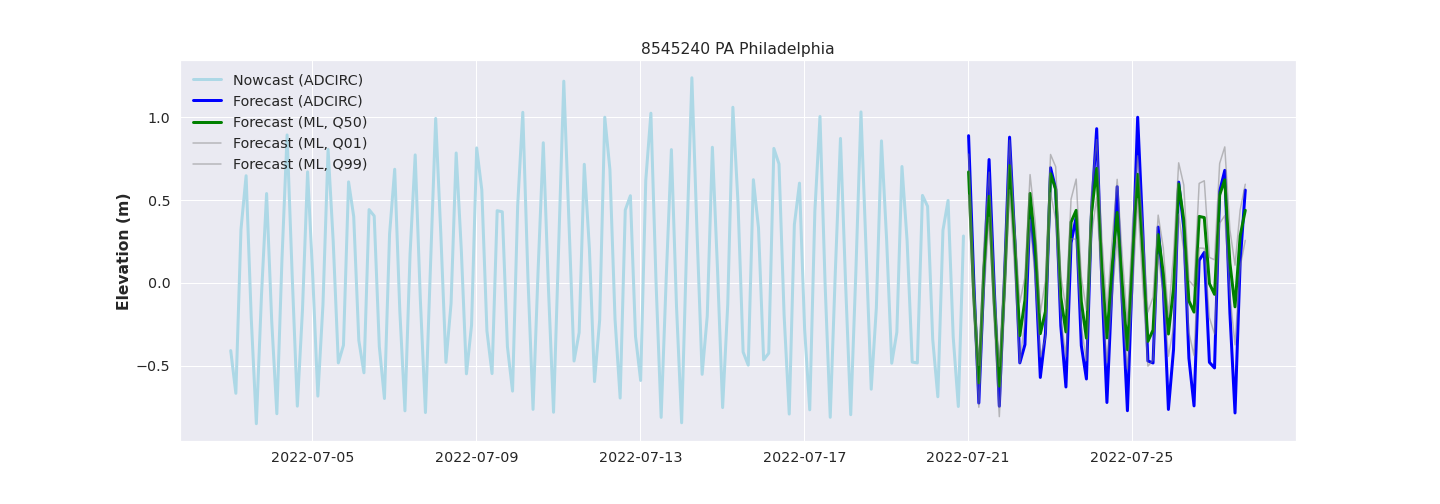 8545240 PA Philadelphia
Nowcast (ADCIRC)
Forecast (ADCIRC)
Forecast (ML, Q50)
Forecast (ML, Q01)
Forecast (ML, Q99)
Elevation (m)
1.0
0.5
0.0
−0.5
2022-07-05
2022-07-09
2022-07-13
2022-07-17
2022-07-21
2022-07-25